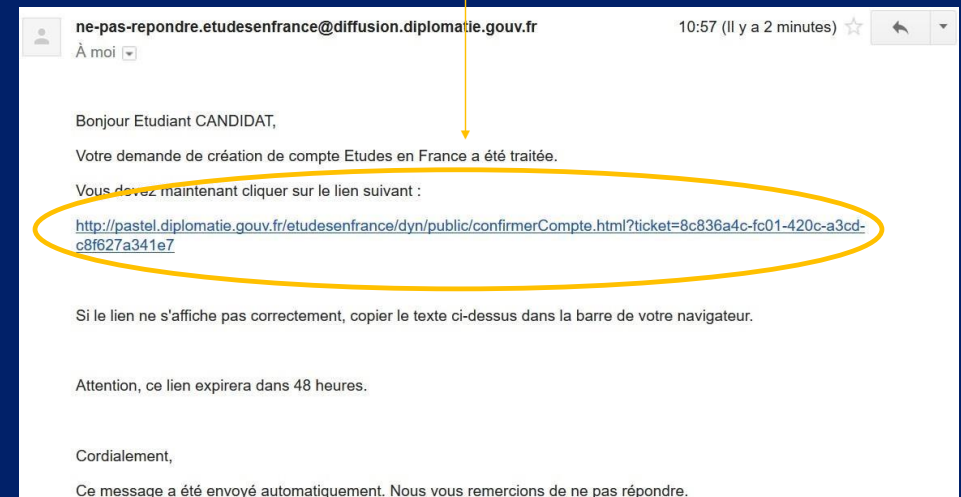 ne-pas-repondre.etudesenfrance@diffusion.diplomatie.gouv.fr 10:57 (Il y a 2 minutes)
À moi
Bonjour Etudiant CANDIDAT,
Votre demande de création de compte Etudes en France a été traitée.
Vous devez maintenant cliquer sur le lien suivant :
http://pastel.diplomatie.gouv.fr/etudesenfrance/dyn/public/confirmerCompte.html?ticket=8c836a4c-fc01-420c-a3cd-
c8f627a341e7
Si le lien ne s'affiche pas correctement, copier le texte ci-dessus dans la barre de votre navigateur.
Attention, ce lien expirera dans 48 heures.
Cordialement,
Ce message a été envoyé automatiquement. Nous vous remercions de ne pas répondre.